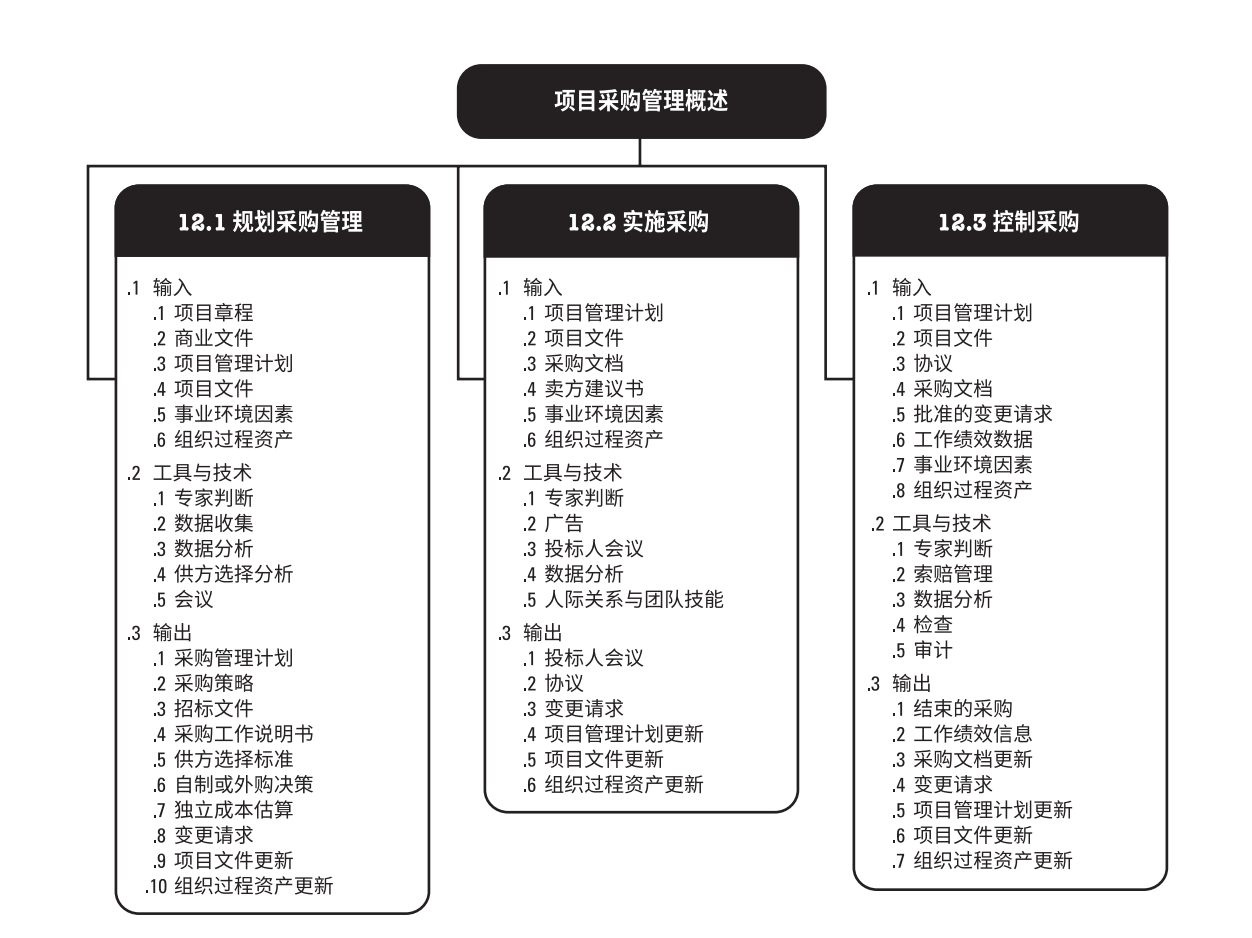 项目采购管理概述
12.1 规划采购管理
.1 输入
.1 项目章程
.2 商业文件
.3 项目管理计划
.4 项目文件
.5 事业环境因素
.6 组织过程资产
.2 工具与技术
.1 专家判断
.2 数据收集
.3 数据分析
.4 供方选择分析
.5 会议
.3 输出
.1 采购管理计划
.2 采购策略
.3 招标文件
.4 采购工作说明书
.5 供方选择标准
.6 自制或外购决策
.7 独立成本估算
.8 变更请求
.9 项目文件更新
.10 组织过程资产更新
12.2 实施采购
.1 输入
.1 项目管理计划
.2 项目文件
.3 采购文档
.4 卖方建议书
.5 事业环境因素
.6 组织过程资产
.2 工具与技术
.1 专家判断
.2 广告
.3 投标人会议
.4 数据分析
.5 人际关系与团队技能
.3 输出
.1 投标人会议
.2 协议
.3 变更请求
.4 项目管理计划更新
.5 项目文件更新
.6 组织过程资产更新
12.3 控制采购
.1 输入
.1 项目管理计划
.2 项目文件
.3 协议
.4 采购文档
.5 批准的变更请求
.6 工作绩效数据
.7 事业环境因素
.8 组织过程资产
.2 工具与技术
.1 专家判断
.2 索赔管理
.3 数据分析
.4 检查
.5 审计
.3 输出
.1 结束的采购
.2 工作绩效信息
.3 采购文档更新
.4 变更请求
.5 项目管理计划更新
.6 项目文件更新
.7 组织过程资产更新